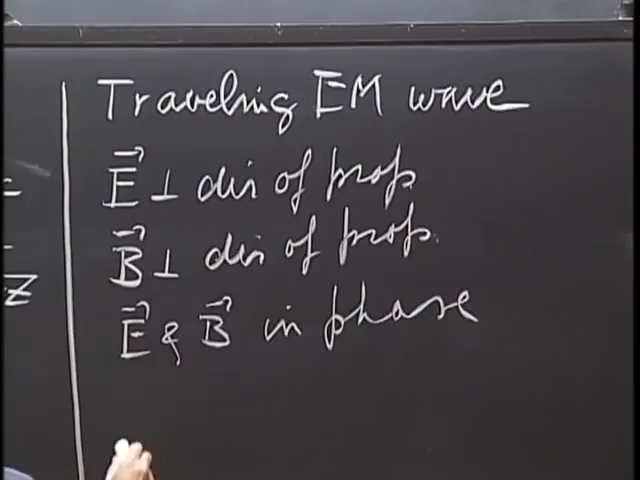 Traveling EM wave
E⃗ ⊥ dir of prop.
B⃗ ⊥ dir of prop.
E⃗ & B⃗ in phase
Z